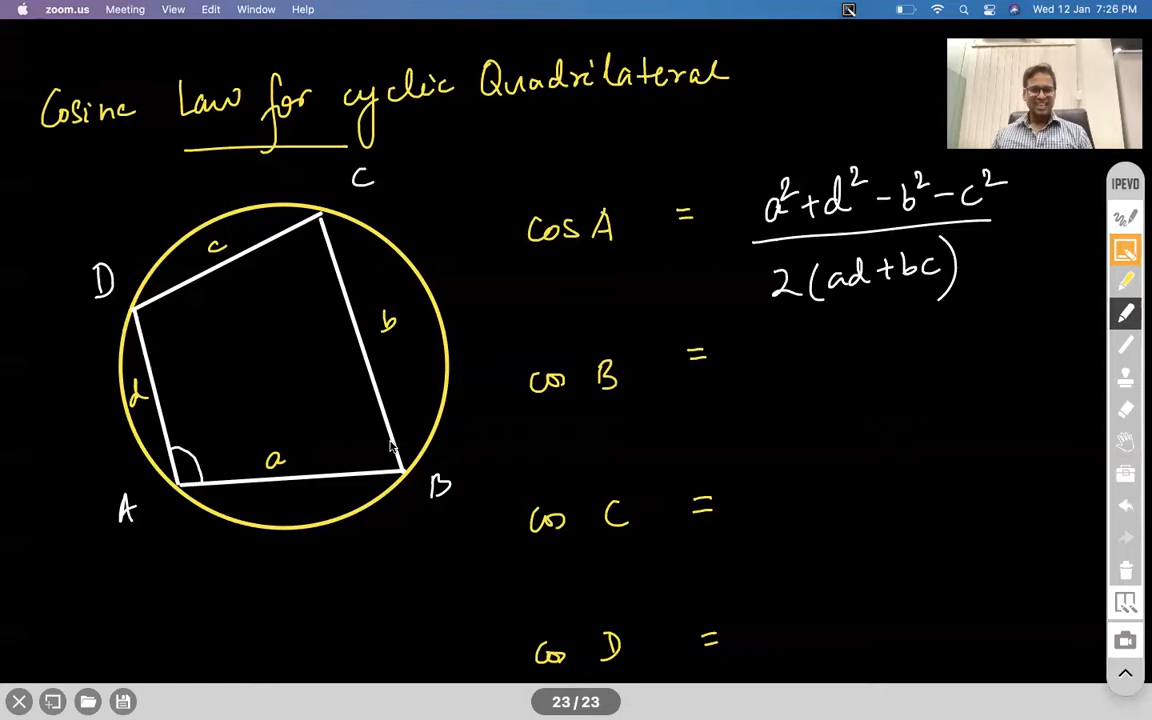 zoom.us Meeting View Edit Window Help Wed 12 Jan 7:26 PM
Cosine Law for cyclic Quadrilateral
IPEVO
C
c
D
b
d
a
A
B
cos A = a²+d²-b²-c² / 2(ad+bc)
cos B =
cos C =
cos D =
23/23